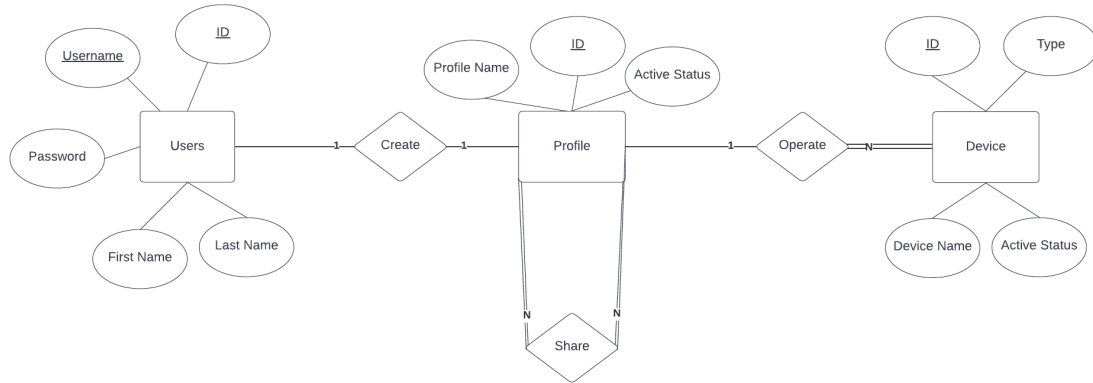 ID
Username
Password
Users
First Name
Last Name
1
Create
1
Profile Name
ID
Active Status
Profile
1
Operate
N
ID
Type
Device
Device Name
Active Status
N
N
Share